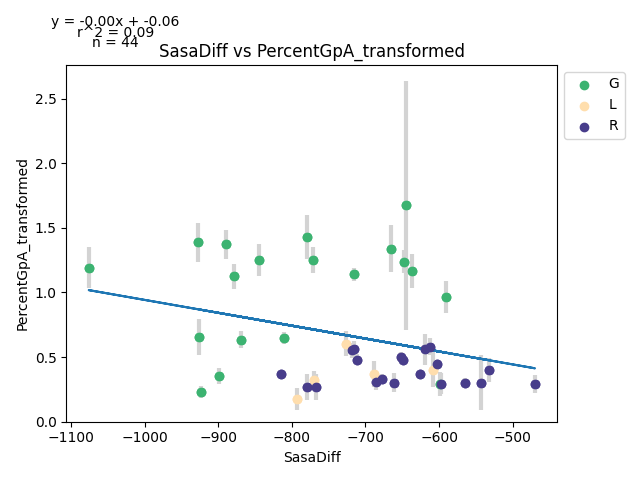 y = -0.00x + -0.06
r^2 = 0.09
n = 44
SasaDiff vs PercentGpA_transformed
G
L
R
PercentGpA_transformed
2.5
2.0
1.5
1.0
0.5
0.0
−1100 −1000 −900 −800 −700 −600 −500
SasaDiff